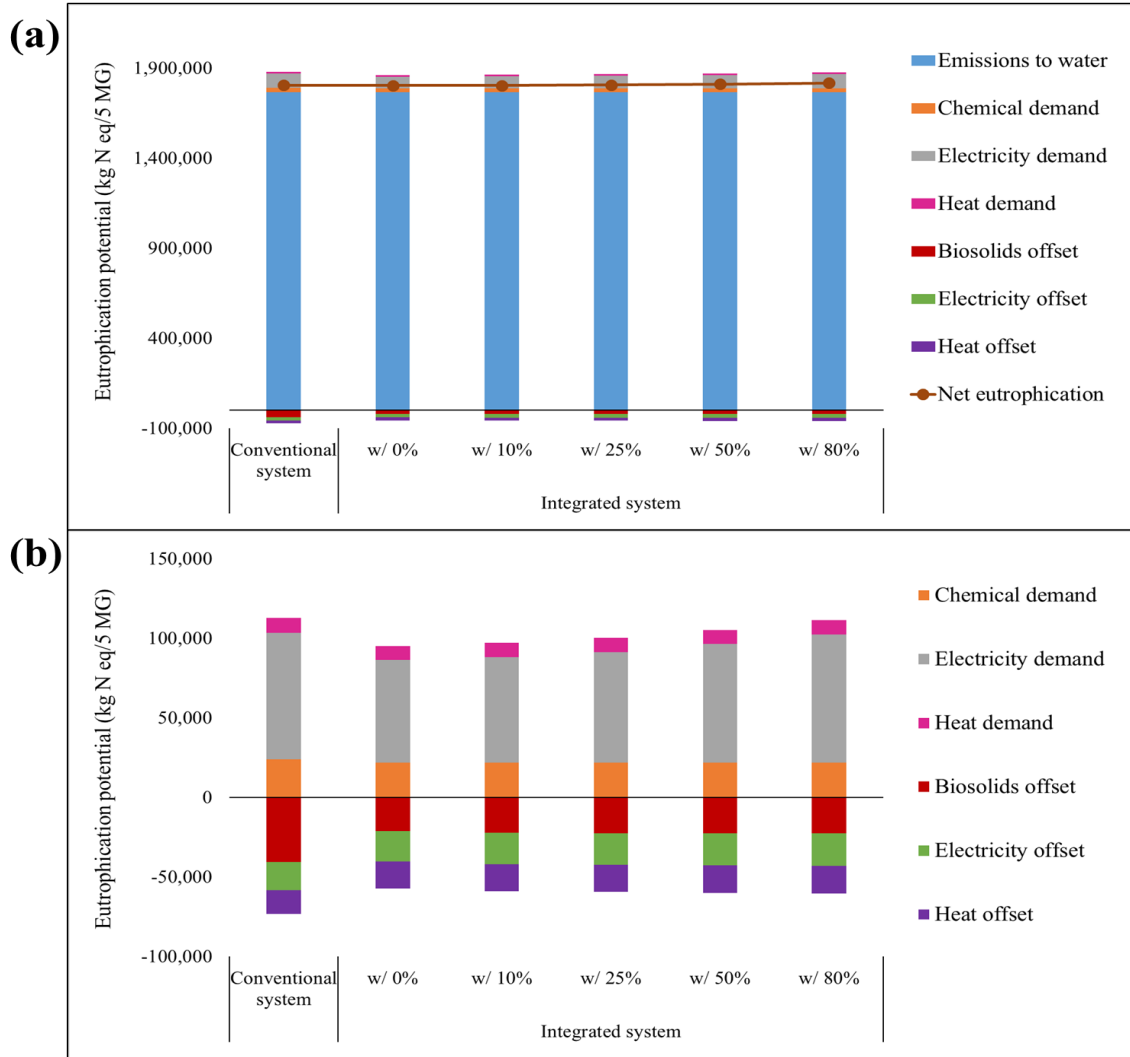 (a)
Eutrophication potential (kg N eq/5 MG)
1,900,000
1,400,000
900,000
400,000
-100,000
Conventional
system
w/ 0%
w/ 10%
w/ 25%
w/ 50%
w/ 80%
Integrated system
Emissions to water
Chemical demand
Electricity demand
Heat demand
Biosolids offset
Electricity offset
Heat offset
Net eutrophication
(b)
Eutrophication potential (kg N eq/5 MG)
150,000
100,000
50,000
0
-50,000
-100,000
Conventional
system
w/ 0%
w/ 10%
w/ 25%
w/ 50%
w/ 80%
Integrated system
Chemical demand
Electricity demand
Heat demand
Biosolids offset
Electricity offset
Heat offset